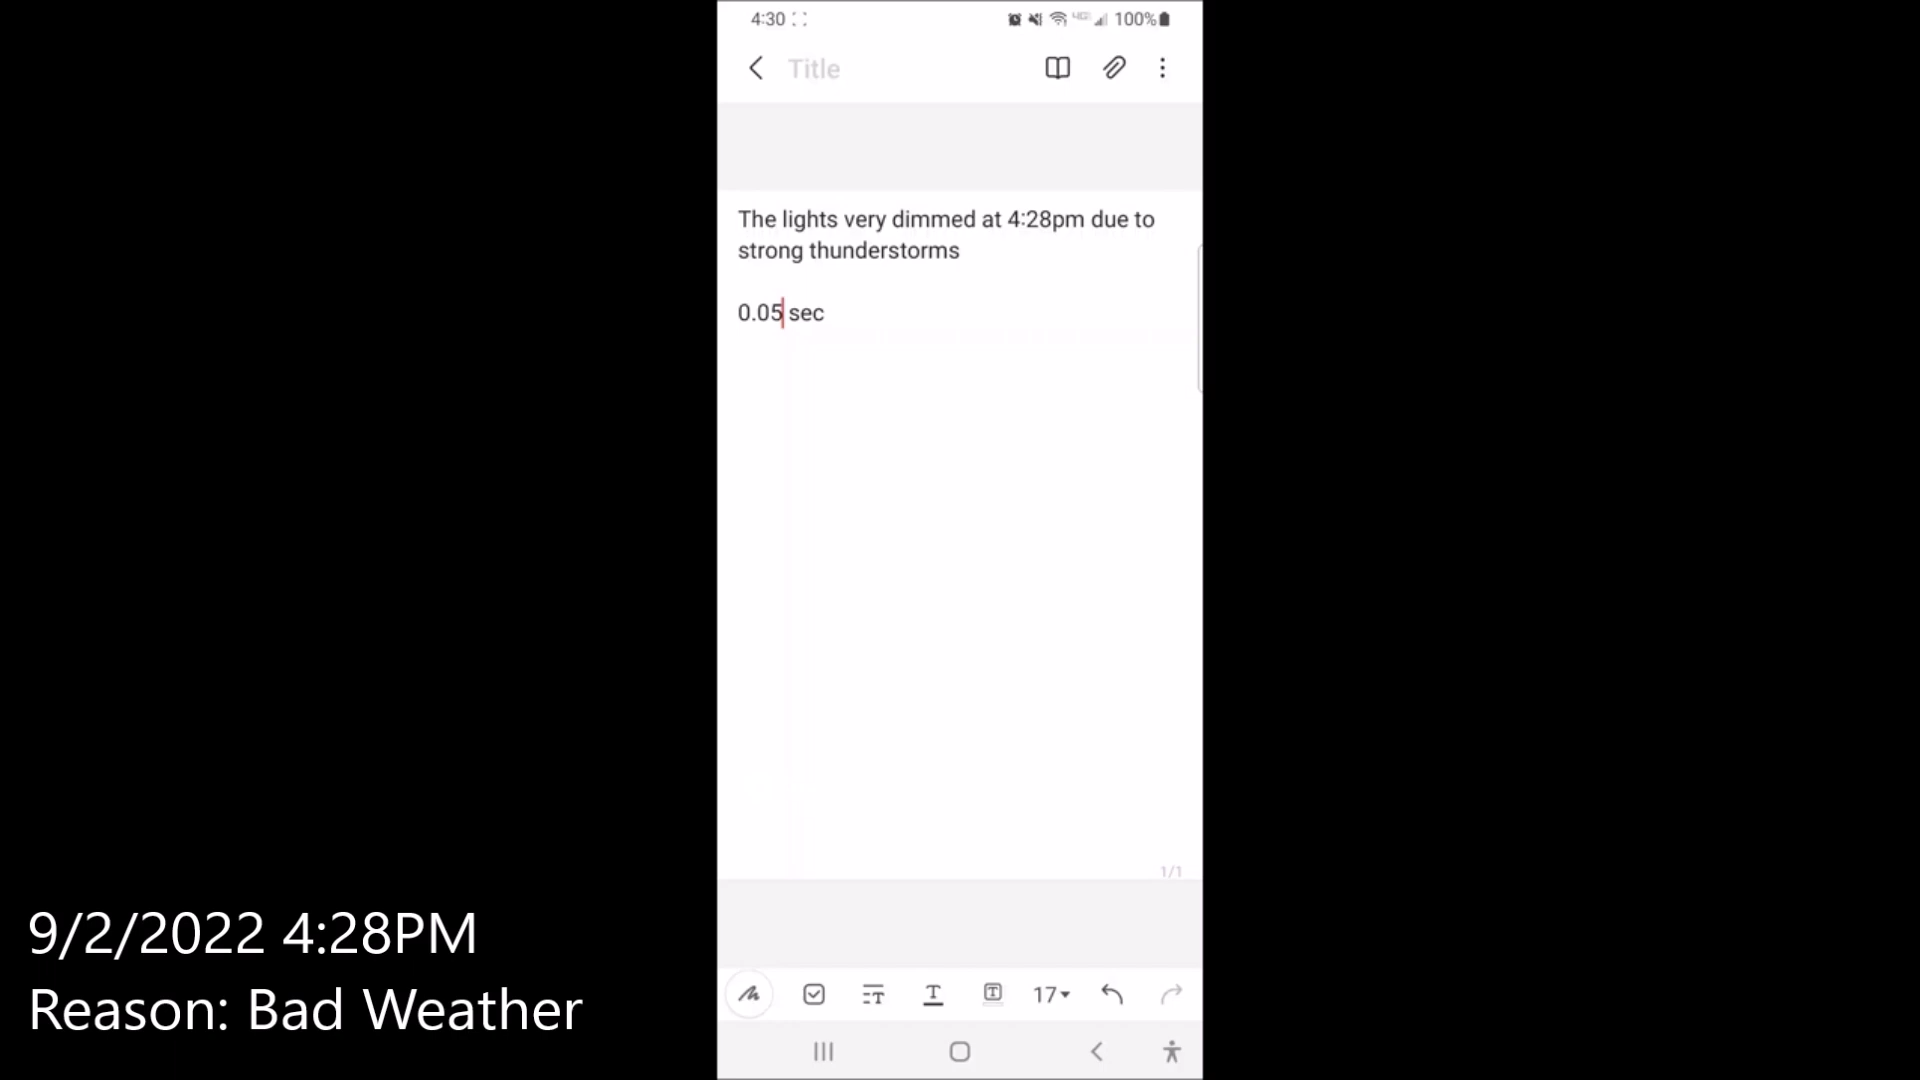 4:30
100%
Title
The lights very dimmed at 4:28pm due to
strong thunderstorms
0.05 sec
1/1
17
9/2/2022 4:28PM
Reason: Bad Weather